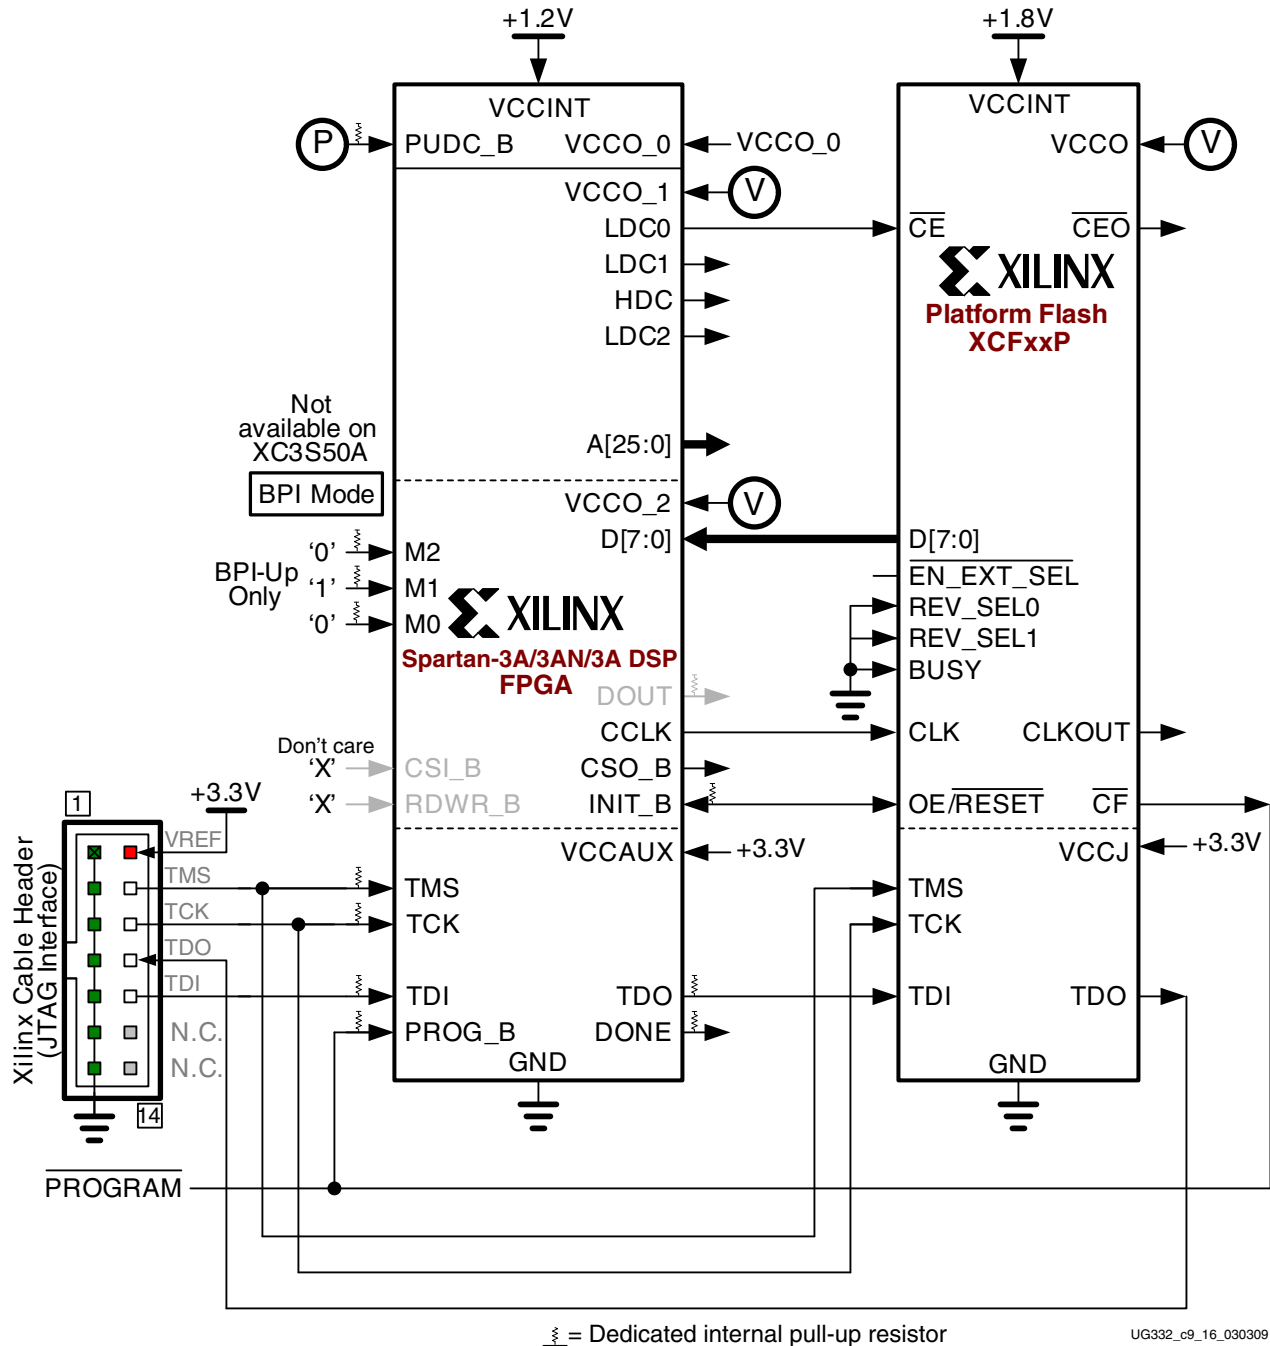 +1.2V
+1.8V
VCCINT
VCCINT
P
PUDC_B
VCCO_0
VCCO_0
VCCO
V
VCCO_1
V
LDC0
CE
CEO
LDC1
XILINX
HDC
Platform Flash
LDC2
XCFxxP
Not
available on
XC3S50A
A[25:0]
BPI Mode
VCCO_2
V
D[7:0]
D[7:0]
‘0’
M2
EN_EXT_SEL
BPI-Up
Only
‘1’
M1
REV_SEL0
‘0’
M0
XILINX
REV_SEL1
Spartan-3A/3AN/3A DSP
FPGA
BUSY
DOUT
CCLK
CLK
CLKOUT
Don’t care
‘X’
CSI_B
CSO_B
‘X’
RDWR_B
INIT_B
OE/RESET
CF
1
+3.3V
VREF
VCCAUX
+3.3V
VCCJ
+3.3V
Xilinx Cable Header
(JTAG Interface)
TMS
TMS
TMS
TCK
TCK
TCK
TDO
TDI
TDI
TDO
TDI
TDO
N.C.
PROG_B
DONE
N.C.
GND
GND
14
PROGRAM
= Dedicated internal pull-up resistor
UG332_c9_16_030309